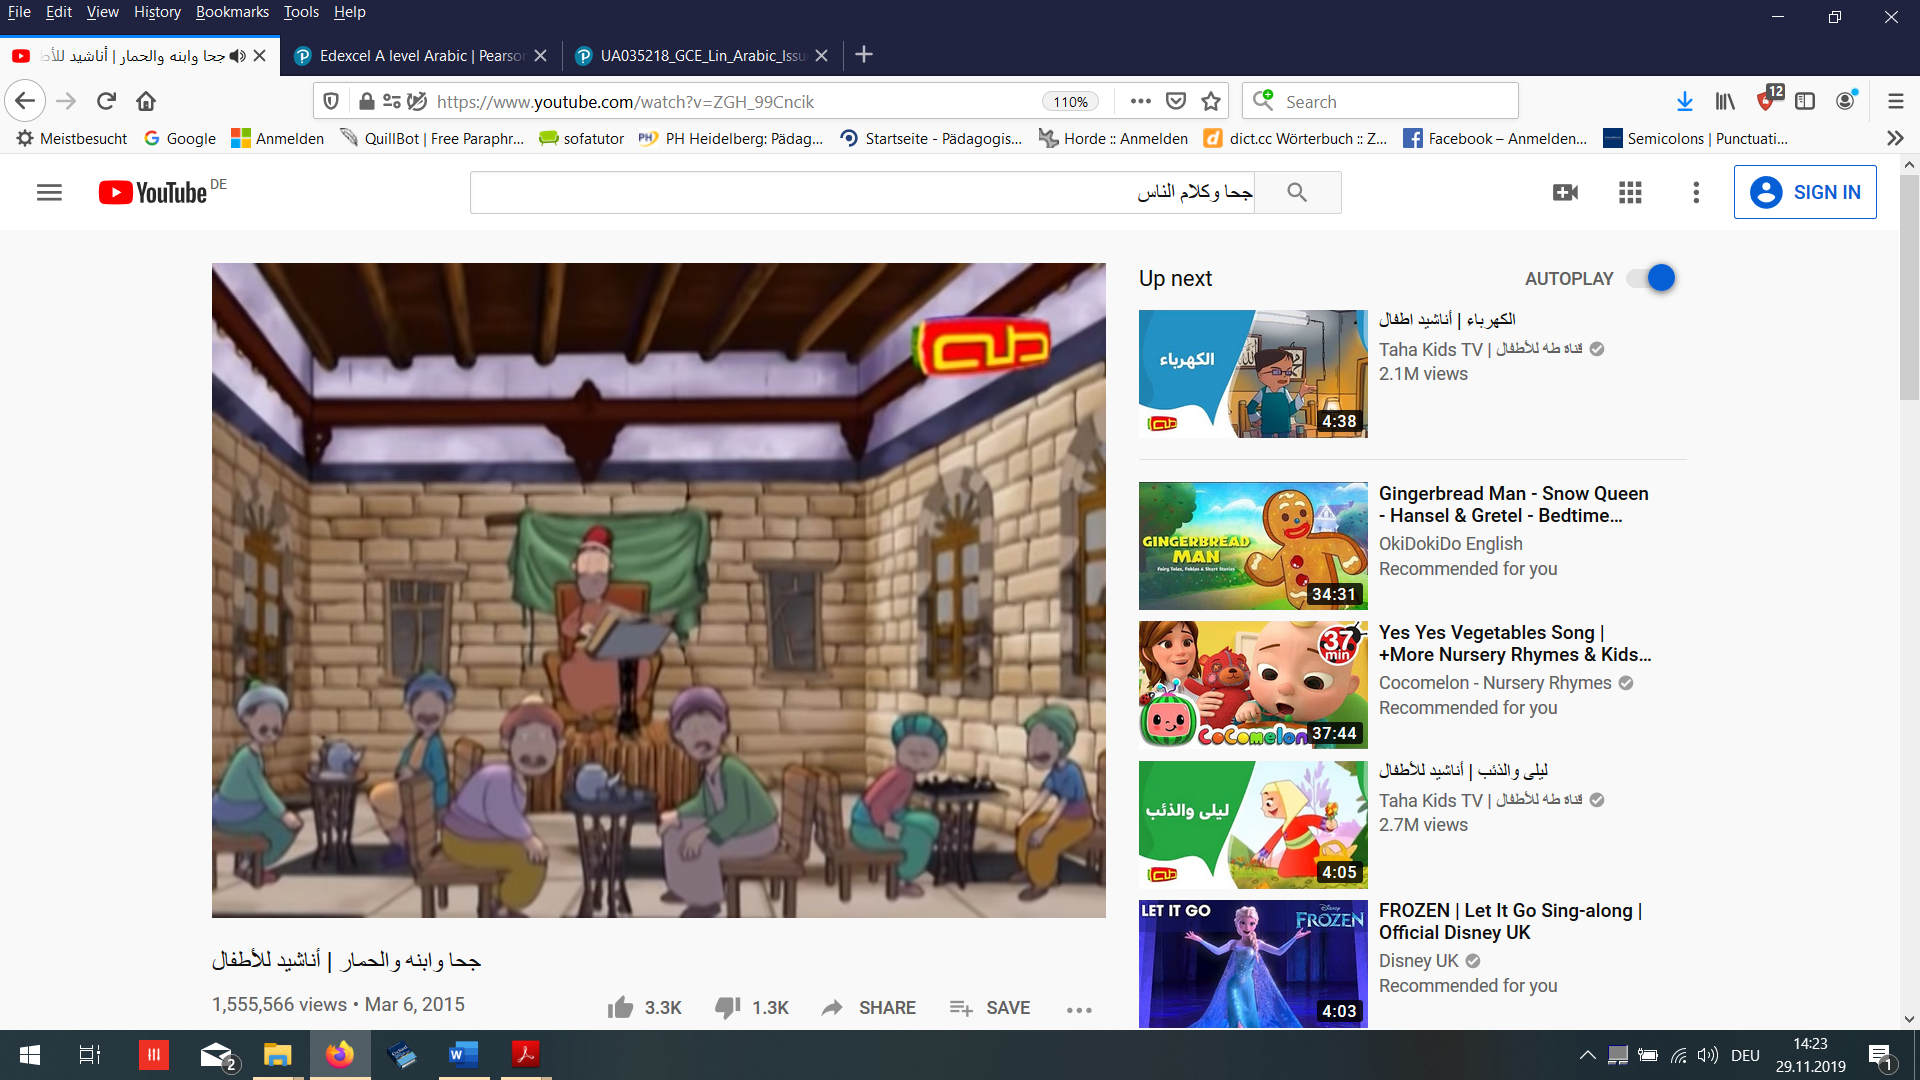 File Edit View History Bookmarks Tools Help
جحا وابنه والحمار | أناشيد للأط
Edexcel A level Arabic | Pearso
UA035218_GCE_Lin_Arabic_Issu
https://www.youtube.com/watch?v=ZGH_99Cncik
110%
Search
12
Meistbesucht
Google
Anmelden
QuillBot | Free Paraphr...
sofatutor
PH Heidelberg: Pädag...
Startseite - Pädagogis...
Horde :: Anmelden
dict.cc Wörterbuch :: Z...
Facebook – Anmelden...
Semicolons | Punctuati...
YouTube DE
جحا وكلام الناس
SIGN IN
طه
جحا وابنه والحمار | أناشيد للأطفال
1,555,566 views • Mar 6, 2015
3.3K
1.3K
SHARE
SAVE
Up next
AUTOPLAY
الكهرباء
4:38
الكهرباء | أناشيد اطفال
Taha Kids TV | قناة طه للأطفال
2.1M views
GINGERBREAD
MAN
Fairy Tales, Fables & Short Stories
34:31
Gingerbread Man - Snow Queen
- Hansel & Gretel - Bedtime...
OkiDokiDo English
Recommended for you
37
min
CoComelon
37:44
Yes Yes Vegetables Song |
+More Nursery Rhymes & Kids...
Cocomelon - Nursery Rhymes
Recommended for you
ليلى والذئب
4:05
ليلى والذئب | أناشيد للأطفال
Taha Kids TV | قناة طه للأطفال
2.7M views
LET IT GO
Disney
FROZEN
4:03
FROZEN | Let It Go Sing-along |
Official Disney UK
Disney UK
Recommended for you
2
DEU
14:23
29.11.2019
1